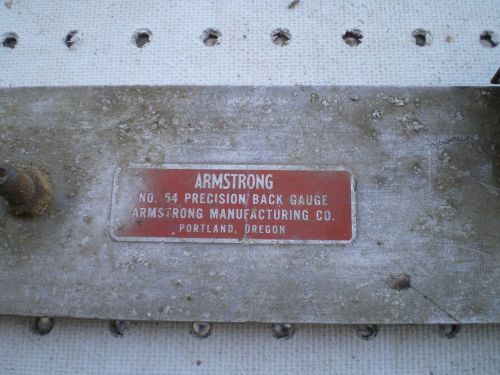 ARMSTRONG
NO. 54 PRECISION BACK GAUGE
ARMSTRONG MANUFACTURING CO.
PORTLAND, OREGON